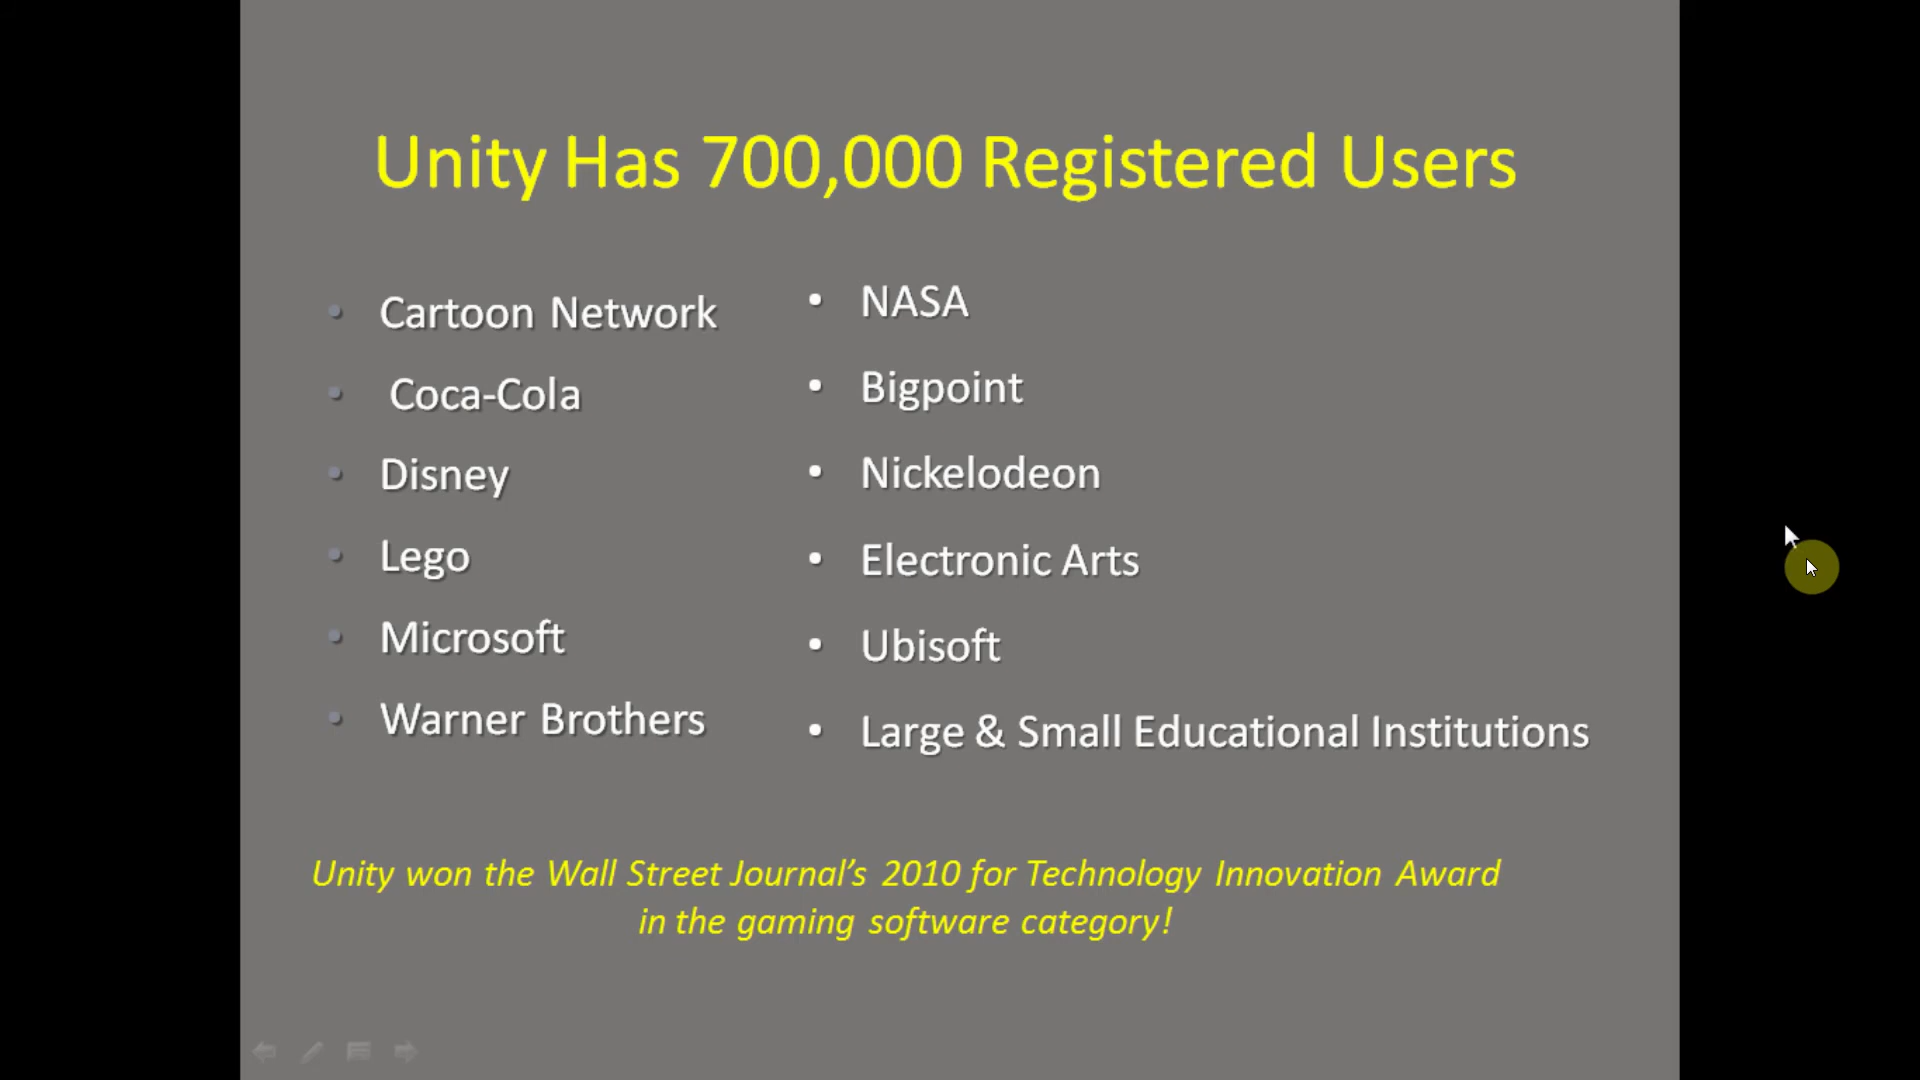 Unity Has 700,000 Registered Users
• Cartoon Network
• Coca-Cola
• Disney
• Lego
• Microsoft
• Warner Brothers
• NASA
• Bigpoint
• Nickelodeon
• Electronic Arts
• Ubisoft
• Large & Small Educational Institutions
Unity won the Wall Street Journal’s 2010 for Technology Innovation Award
in the gaming software category!